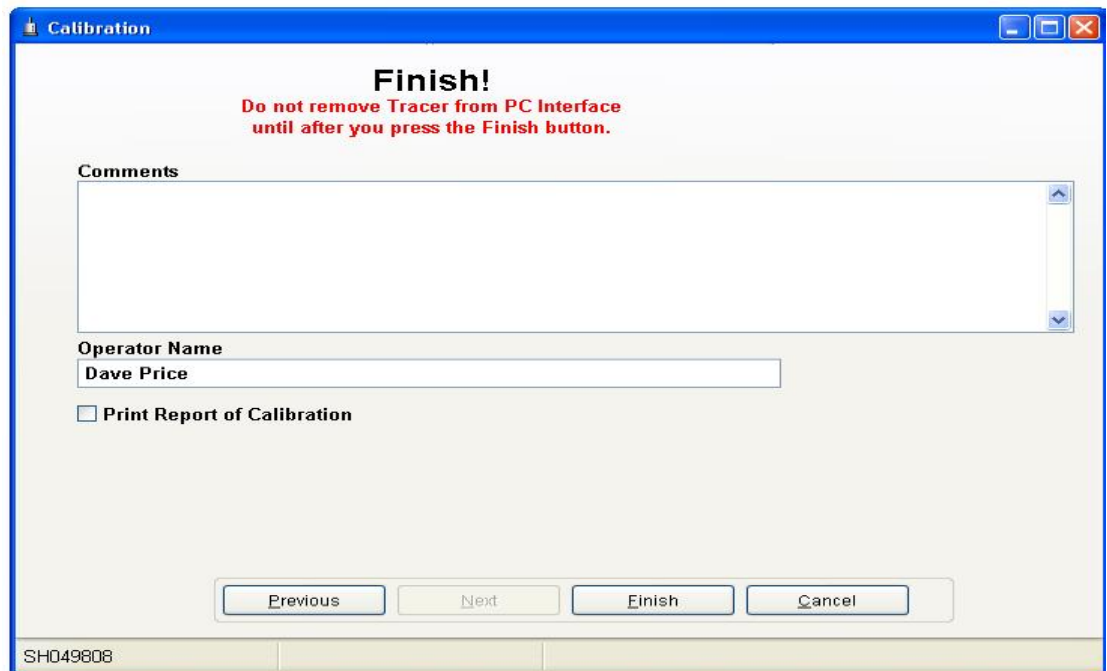 Calibration
Finish!
Do not remove Tracer from PC Interface
until after you press the Finish button.
Comments
Operator Name
Dave Price
Print Report of Calibration
Previous
Next
Finish
Cancel
SH049808